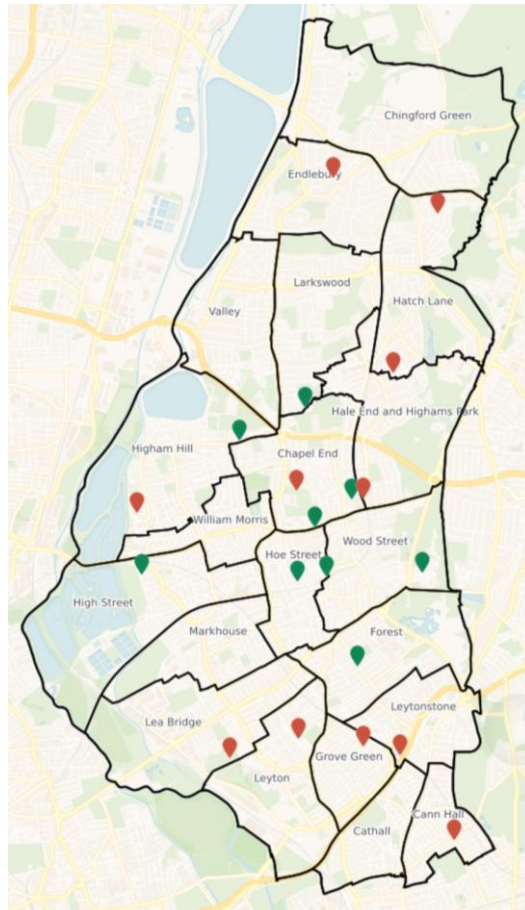 Chingford Green
Endlebury
Larkswood
Hatch Lane
Valley
Hale End and Highams Park
Higham Hill
Chapel End
William Morris
Hoe Street
Wood Street
High Street
Markhouse
Forest
Leytonstone
Lea Bridge
Grove Green
Leyton
Cann Hall
Cathall